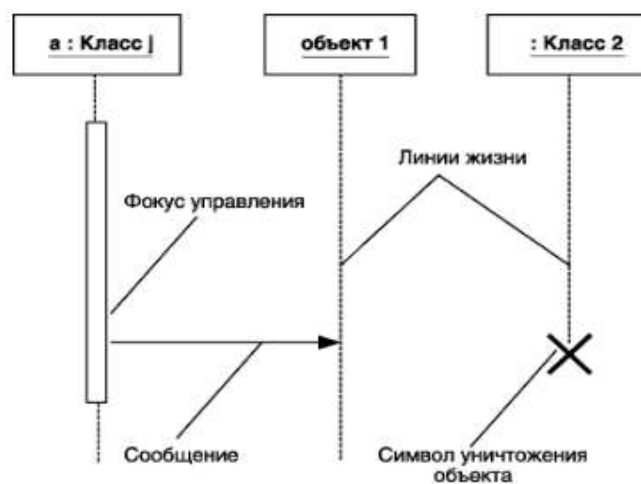 а : Класс j
объект 1
: Класс 2
Линии жизни
Фокус управления
Сообщение
Символ уничтожения
объекта